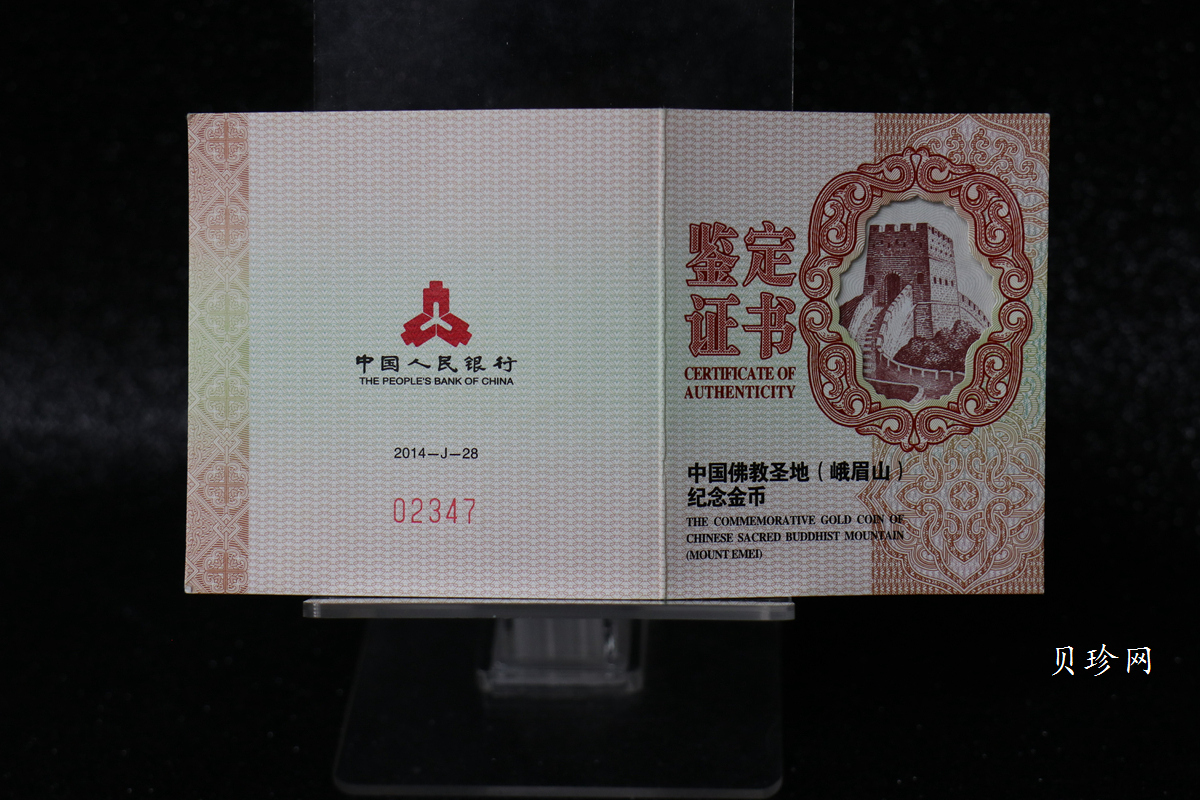 中国人民银行
THE PEOPLE'S BANK OF CHINA
2014—J—28
02347
鉴定
证书
CERTIFICATE OF
AUTHENTICITY
中国佛教圣地（峨眉山）
纪念金币
THE COMMEMORATIVE GOLD COIN OF
CHINESE SACRED BUDDHIST MOUNTAIN
(MOUNT EMEI)
贝珍网